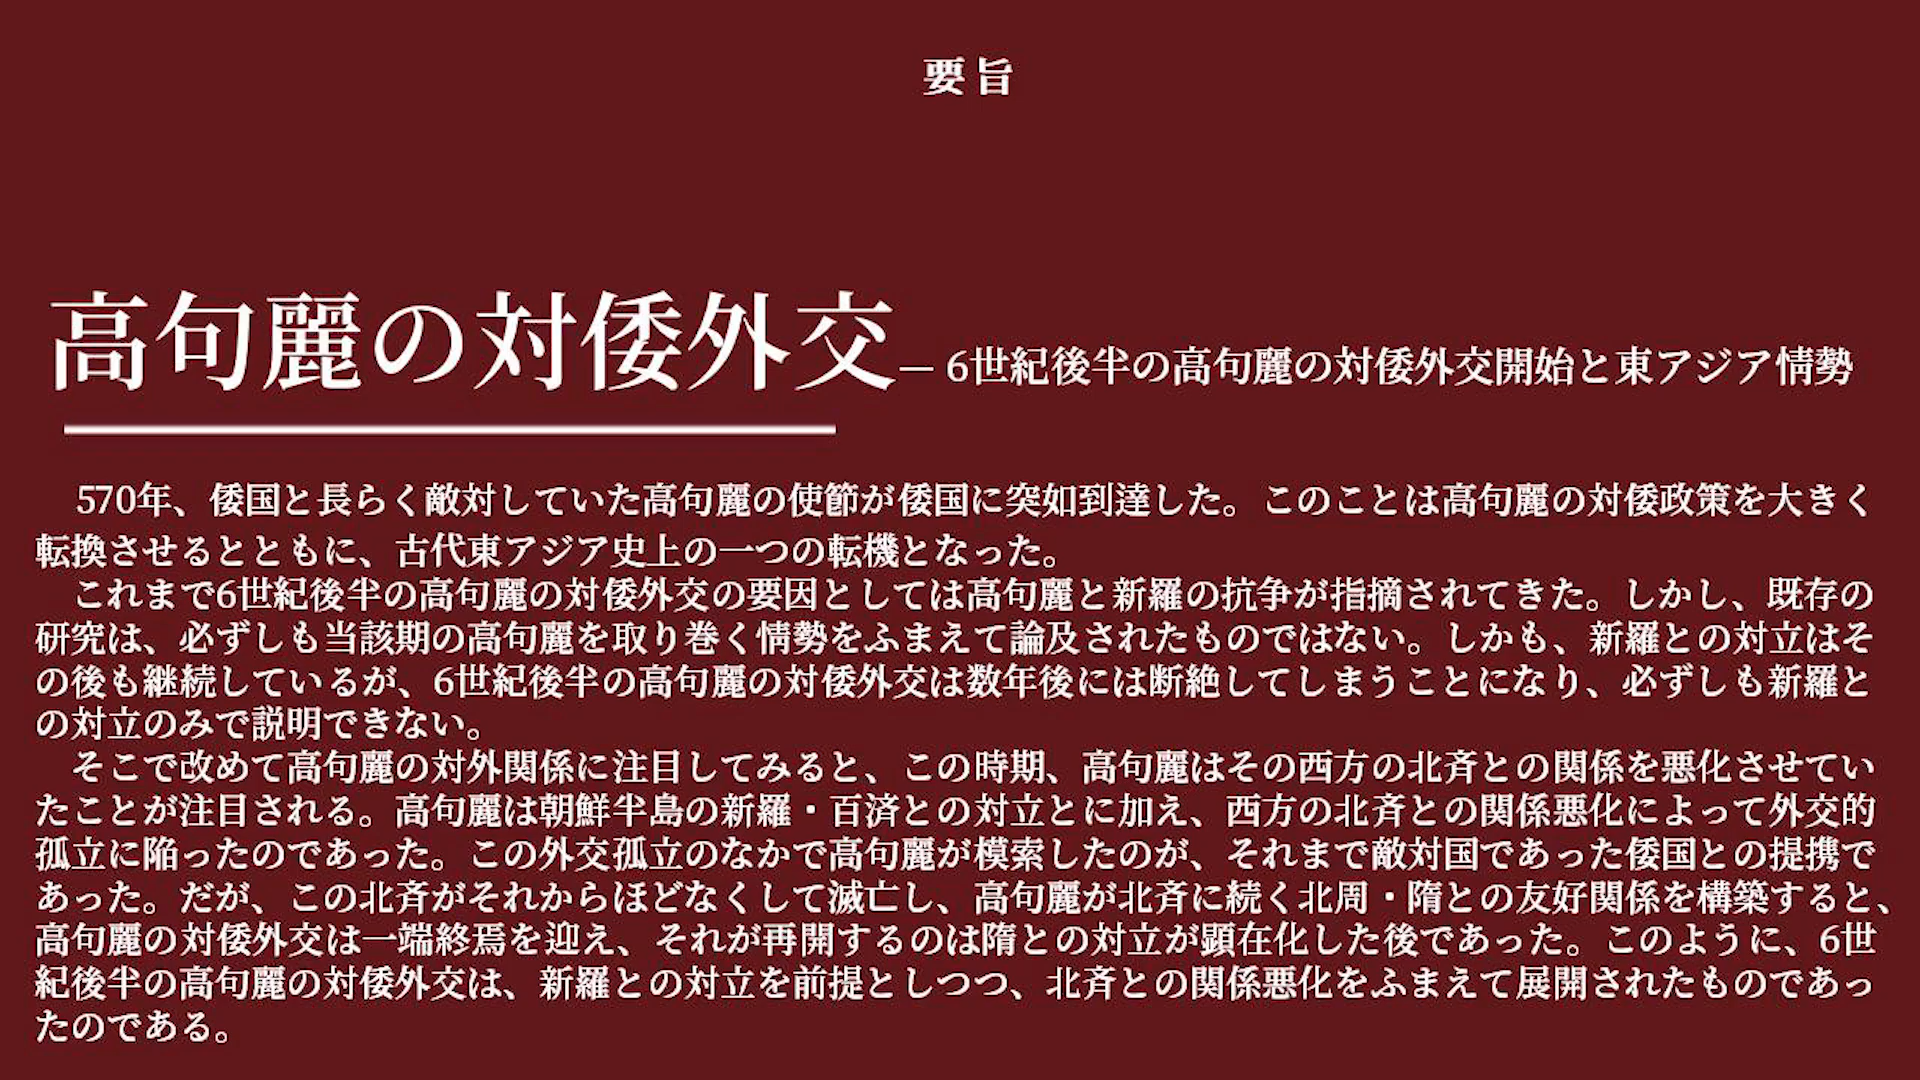 要旨
高句麗の対倭外交― 6世紀後半の高句麗の対倭外交開始と東アジア情勢
570年、倭国と長らく敵対していた高句麗の使節が倭国に突如到達した。このことは高句麗の対倭政策を大きく
転換させるとともに、古代東アジア史上の一つの転機となった。
これまで6世紀後半の高句麗の対倭外交の要因としては高句麗と新羅の抗争が指摘されてきた。しかし、既存の
研究は、必ずしも当該期の高句麗を取り巻く情勢をふまえて論及されたものではない。しかも、新羅との対立はそ
の後も継続しているが、6世紀後半の高句麗の対倭外交は数年後には断絶してしまうことになり、必ずしも新羅と
の対立のみで説明できない。
そこで改めて高句麗の対外関係に注目してみると、この時期、高句麗はその西方の北斉との関係を悪化させてい
たことが注目される。高句麗は朝鮮半島の新羅・百済との対立とに加え、西方の北斉との関係悪化によって外交的
孤立に陥ったのであった。この外交孤立のなかで高句麗が模索したのが、それまで敵対国であった倭国との提携で
あった。だが、この北斉がそれからほどなくして滅亡し、高句麗が北斉に続く北周・隋との友好関係を構築すると、
高句麗の対倭外交は一端終焉を迎え、それが再開するのは隋との対立が顕在化した後であった。このように、6世
紀後半の高句麗の対倭外交は、新羅との対立を前提としつつ、北斉との関係悪化をふまえて展開されたものであっ
たのである。